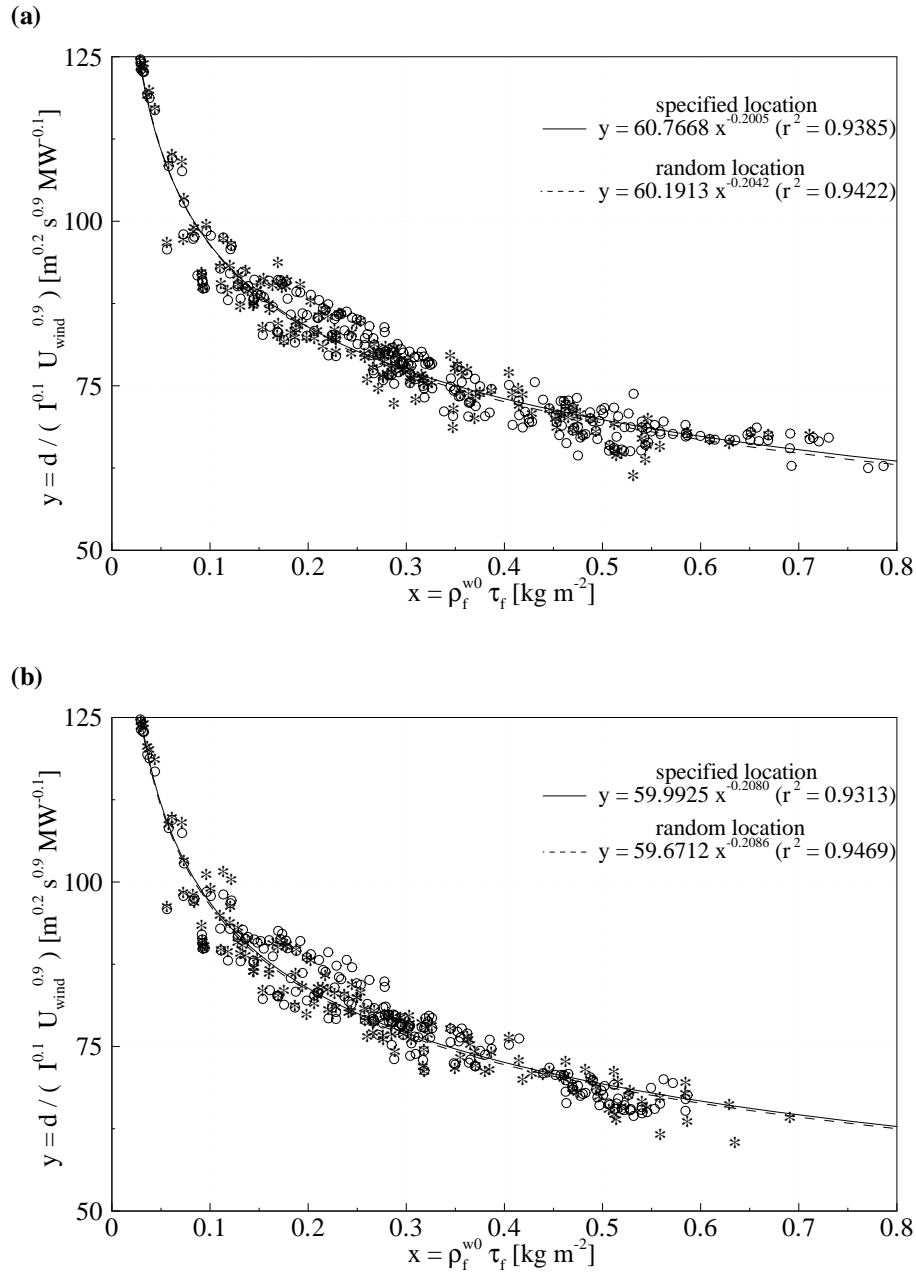 (a)
125
100
75
50
y = d / ( I^0.1 U_wind^0.9 ) [m^0.2 s^0.9 MW^-0.1]
specified location
y = 60.7668 x^-0.2005 (r^2 = 0.9385)
random location
y = 60.1913 x^-0.2042 (r^2 = 0.9422)
0 0.1 0.2 0.3 0.4 0.5 0.6 0.7 0.8
x = ρ_f^w0 τ_f [kg m^-2]
(b)
125
100
75
50
y = d / ( I^0.1 U_wind^0.9 ) [m^0.2 s^0.9 MW^-0.1]
specified location
y = 59.9925 x^-0.2080 (r^2 = 0.9313)
random location
y = 59.6712 x^-0.2086 (r^2 = 0.9469)
0 0.1 0.2 0.3 0.4 0.5 0.6 0.7 0.8
x = ρ_f^w0 τ_f [kg m^-2]